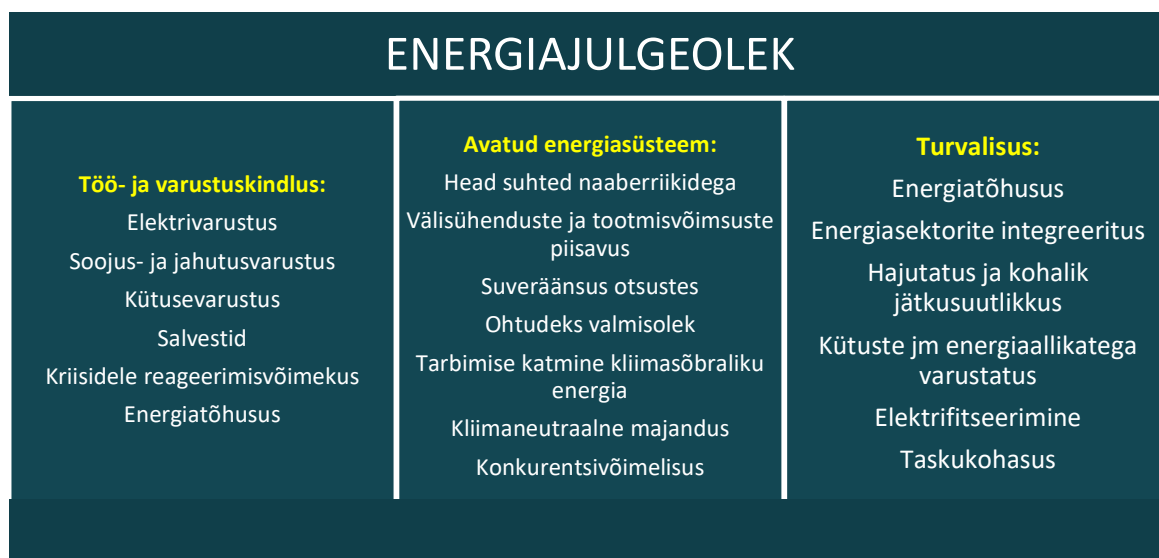 ENERGIAJULGEOLEK
Töö- ja varustuskindlus:
Elektrivarustus
Soojus- ja jahutusvarustus
Kütusevarustus
Salvestid
Kriisidele reageerimisvõimekus
Energiatõhusus
Avatud energiasüsteem:
Head suhted naaberriikidega
Välisühenduste ja tootmisvõimsuste
piisavus
Suveräänsus otsustes
Ohtudeks valmisolek
Tarbimise katmine kliimasõbraliku
energia
Kliimaneutraalne majandus
Konkurentsivõimelisus
Turvalisus:
Energiatõhusus
Energiasektorite integreeritus
Hajutatus ja kohalik
jätkusuutlikkus
Kütuste jm energiaallikatega
varustatus
Elektrifitseerimine
Taskukohasus